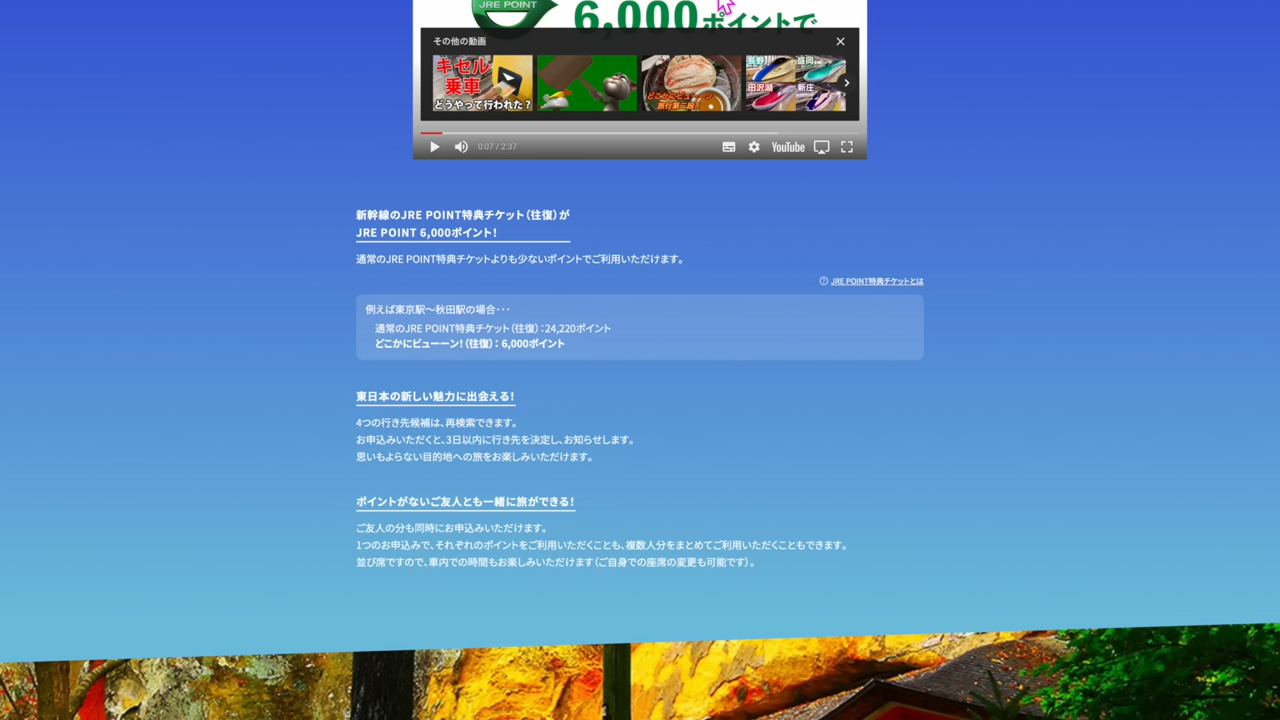 JRE POINT
6,000ポイントで
その他の動画
キセル
乗車
どうやって行われた？
どこかにビューーン
旅行第二段!!
長野
盛岡
田沢湖
新庄
0:07 / 2:37
YouTube
新幹線のJRE POINT特典チケット（往復）が
JRE POINT 6,000ポイント！
通常のJRE POINT特典チケットよりも少ないポイントでご利用いただけます。
JRE POINT特典チケットとは
例えば東京駅〜秋田駅の場合･･･
通常のJRE POINT特典チケット（往復）：24,220ポイント
どこかにビューーン！（往復）：6,000ポイント
東日本の新しい魅力に出会える！
4つの行き先候補は、再検索できます。
お申込みいただくと、3日以内に行き先を決定し、お知らせします。
思いもよらない目的地への旅をお楽しみいただけます。
ポイントがないご友人とも一緒に旅ができる！
ご友人の分も同時にお申込みいただけます。
1つのお申込みで、それぞれのポイントをご利用いただくことも、複数人分をまとめてご利用いただくこともできます。
並び席ですので、車内での時間もお楽しみいただけます（ご自身での座席の変更も可能です）。